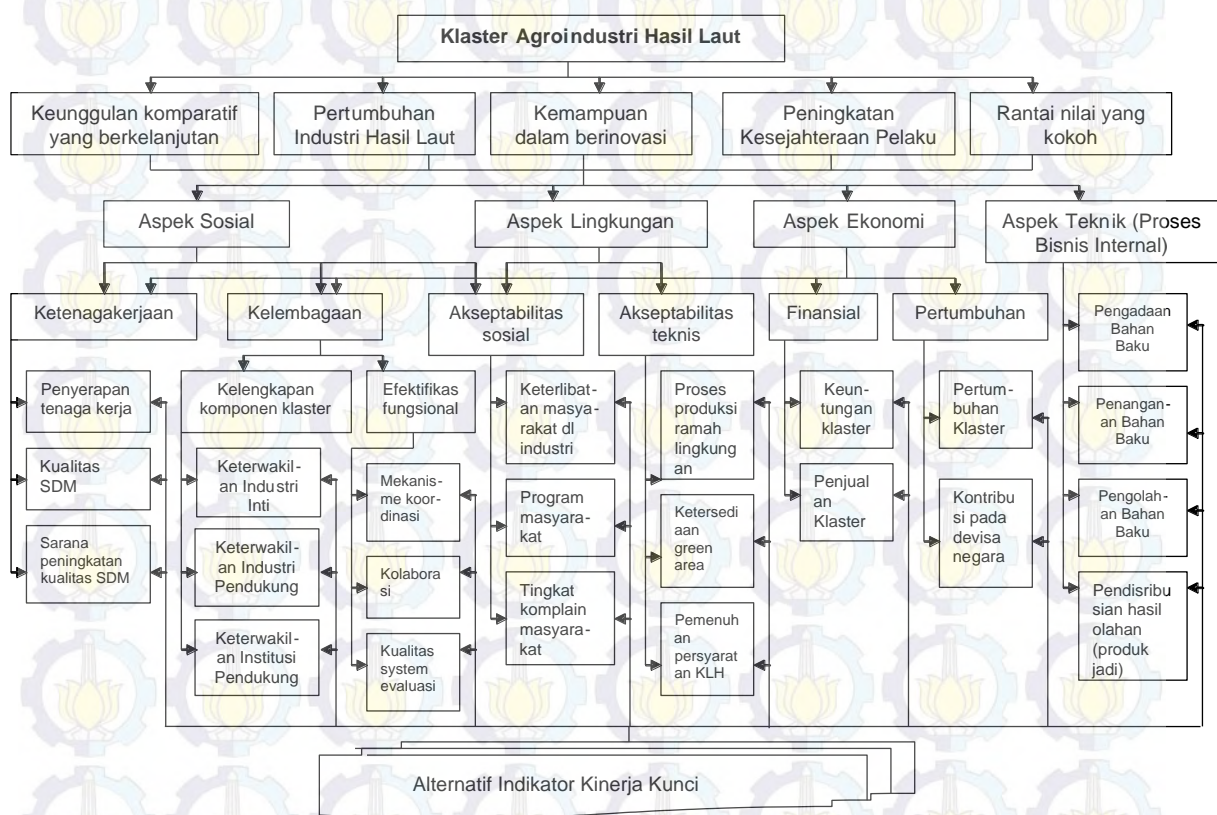 Klaster Agroindustri Hasil Laut
Keunggulan komparatif
yang berkelanjutan
Pertumbuhan
Industri Hasil Laut
Kemampuan
dalam berinovasi
Peningkatan
Kesejahteraan Pelaku
Rantai nilai yang
kokoh
Aspek Sosial
Aspek Lingkungan
Aspek Ekonomi
Aspek Teknik (Proses
Bisnis Internal)
Ketenagakerjaan
Kelembagaan
Akseptabilitas
sosial
Akseptabilitas
teknis
Finansial
Pertumbuhan
Pengadaan
Bahan
Baku
Penyerapan
tenaga kerja
Kelengkapan
komponen klaster
Efektifikas
fungsional
Keterlibat-
an masya-
rakat dl
industri
Proses
produksi
ramah
lingkung
an
Keun-
tungan
klaster
Pertum-
buhan
Klaster
Penangan-
an Bahan
Baku
Kualitas
SDM
Keterwakil-
an Industri
Inti
Mekanis-
me koor-
dinasi
Program
masyara-
kat
Ketersedi
aan
green
area
Penjual
an
Klaster
Kontribu
si pada
devisa
negara
Pengolah-
an Bahan
Baku
Sarana
peningkatan
kualitas SDM
Keterwakil-
an Industri
Pendukung
Kolabora
si
Tingkat
komplain
masyara-
kat
Pemenuh
an
persyarat
an KLH
Pendisribu
sian hasil
olahan
(produk
jadi)
Keterwakil-
an Institusi
Pendukung
Kualitas
system
evaluasi
Alternatif Indikator Kinerja Kunci